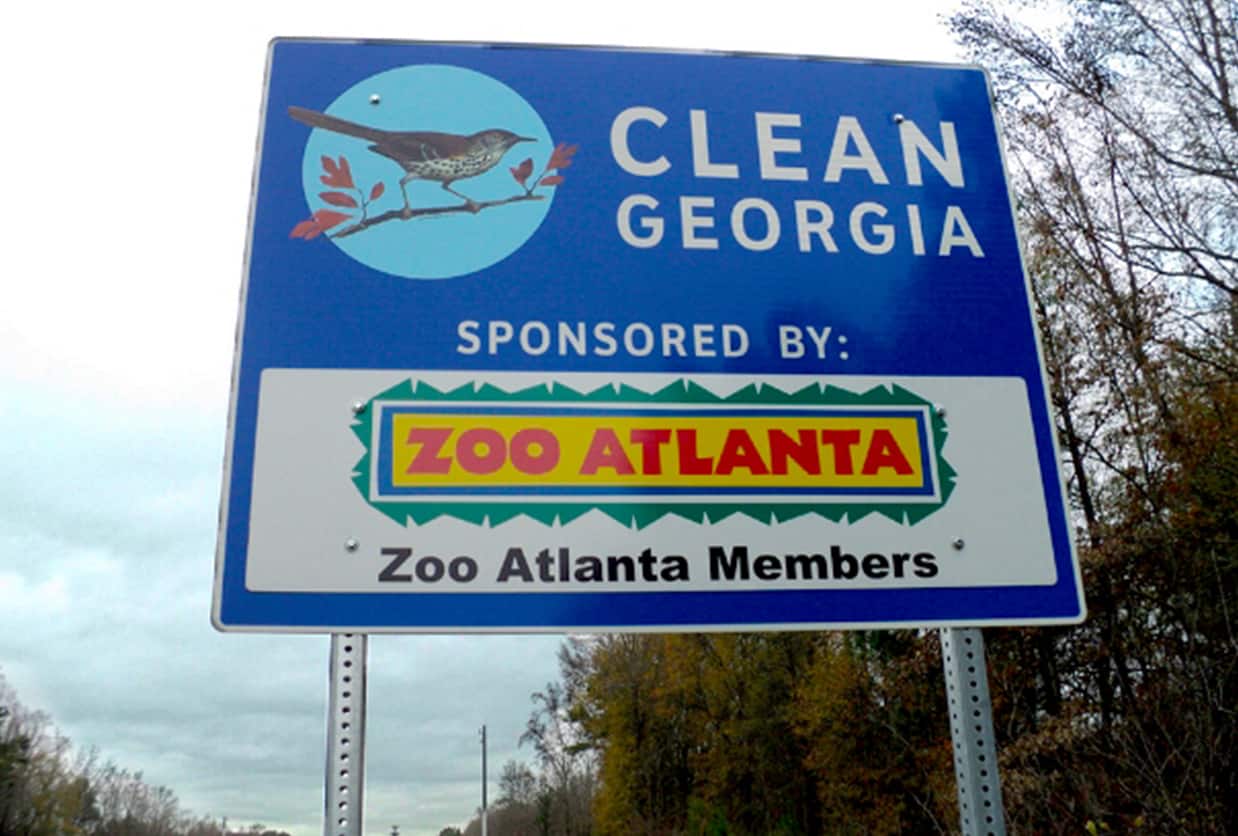 CLEAN
GEORGIA
SPONSORED BY:
ZOO ATLANTA
Zoo Atlanta Members